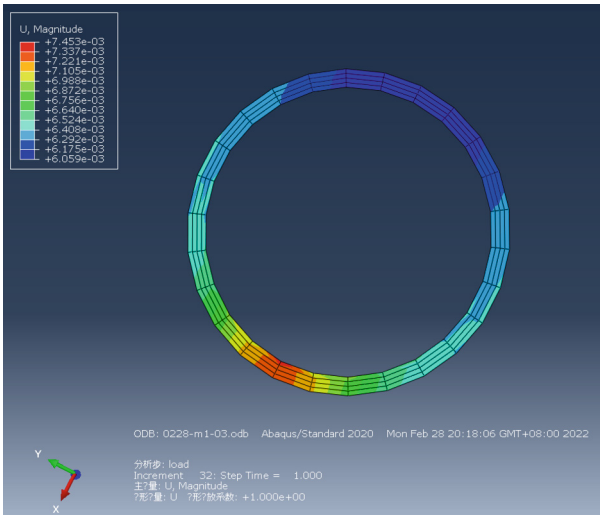 U, Magnitude
+7.453e-03
+7.337e-03
+7.221e-03
+7.105e-03
+6.988e-03
+6.872e-03
+6.756e-03
+6.640e-03
+6.524e-03
+6.408e-03
+6.292e-03
+6.175e-03
+6.059e-03
ODB: 0228-m1-03.odb Abaqus/Standard 2020 Mon Feb 28 20:18:06 GMT+08:00 2022
Y
X
分析步: load
Increment 32: Step Time = 1.000
主?量: U, Magnitude
?形?量: U ?形?放系数: +1.000e+00